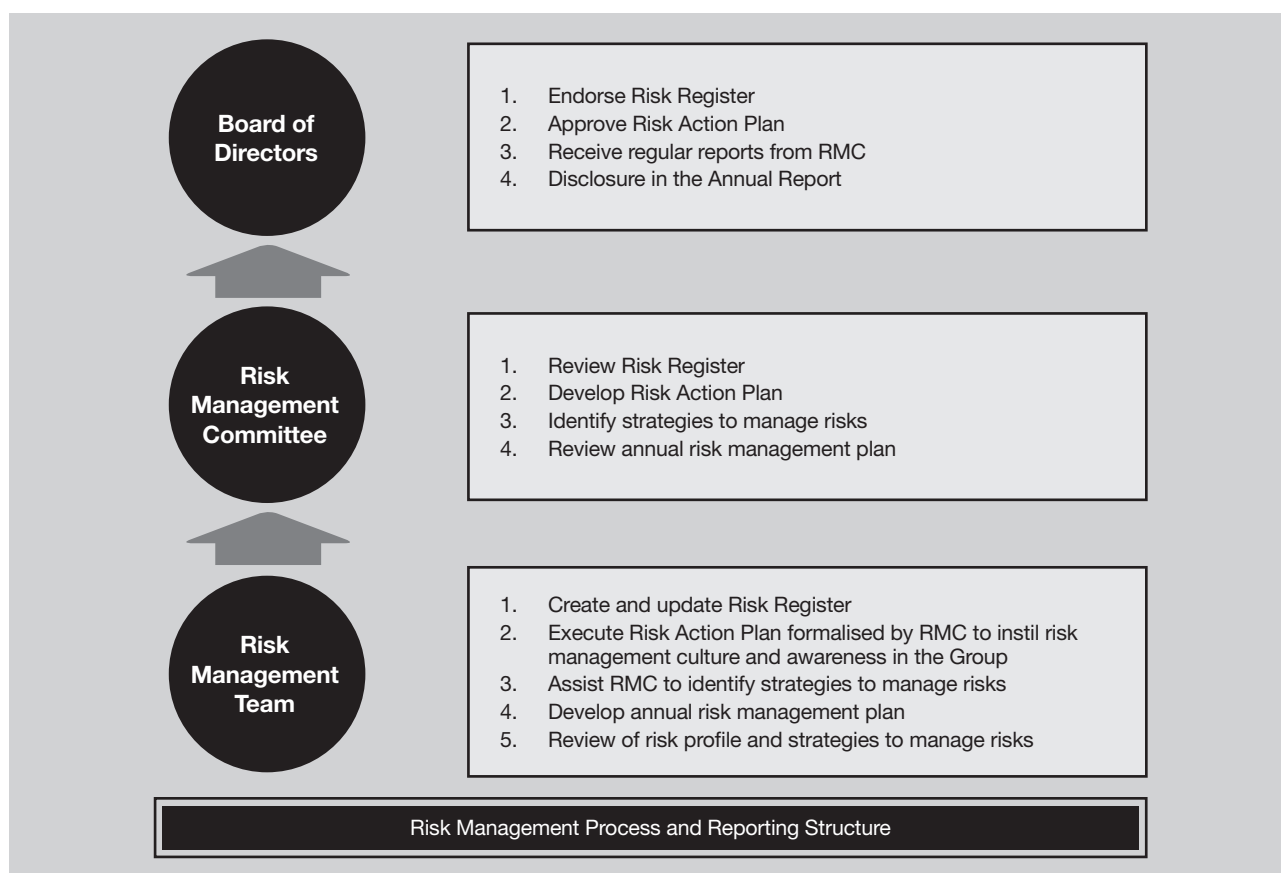 Board of
Directors
1. Endorse Risk Register
2. Approve Risk Action Plan
3. Receive regular reports from RMC
4. Disclosure in the Annual Report
Risk
Management
Committee
1. Review Risk Register
2. Develop Risk Action Plan
3. Identify strategies to manage risks
4. Review annual risk management plan
Risk
Management
Team
1. Create and update Risk Register
2. Execute Risk Action Plan formalised by RMC to instil risk
management culture and awareness in the Group
3. Assist RMC to identify strategies to manage risks
4. Develop annual risk management plan
5. Review of risk profile and strategies to manage risks
Risk Management Process and Reporting Structure